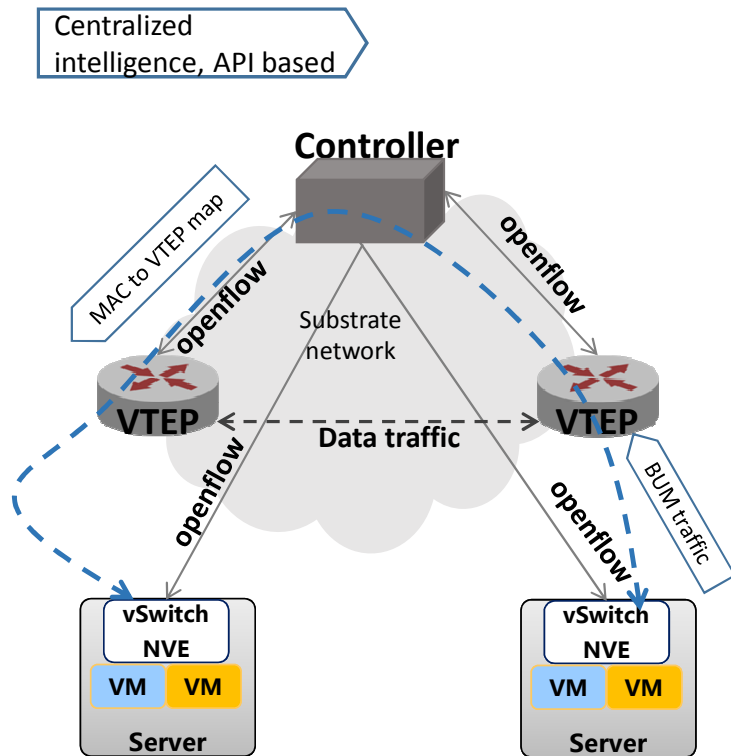 Centralized
intelligence, API based
Controller
MAC to VTEP map
openflow
openflow
Substrate
network
VTEP
VTEP
Data traffic
openflow
openflow
BUM traffic
vSwitch
NVE
VM
VM
Server
vSwitch
NVE
VM
VM
Server